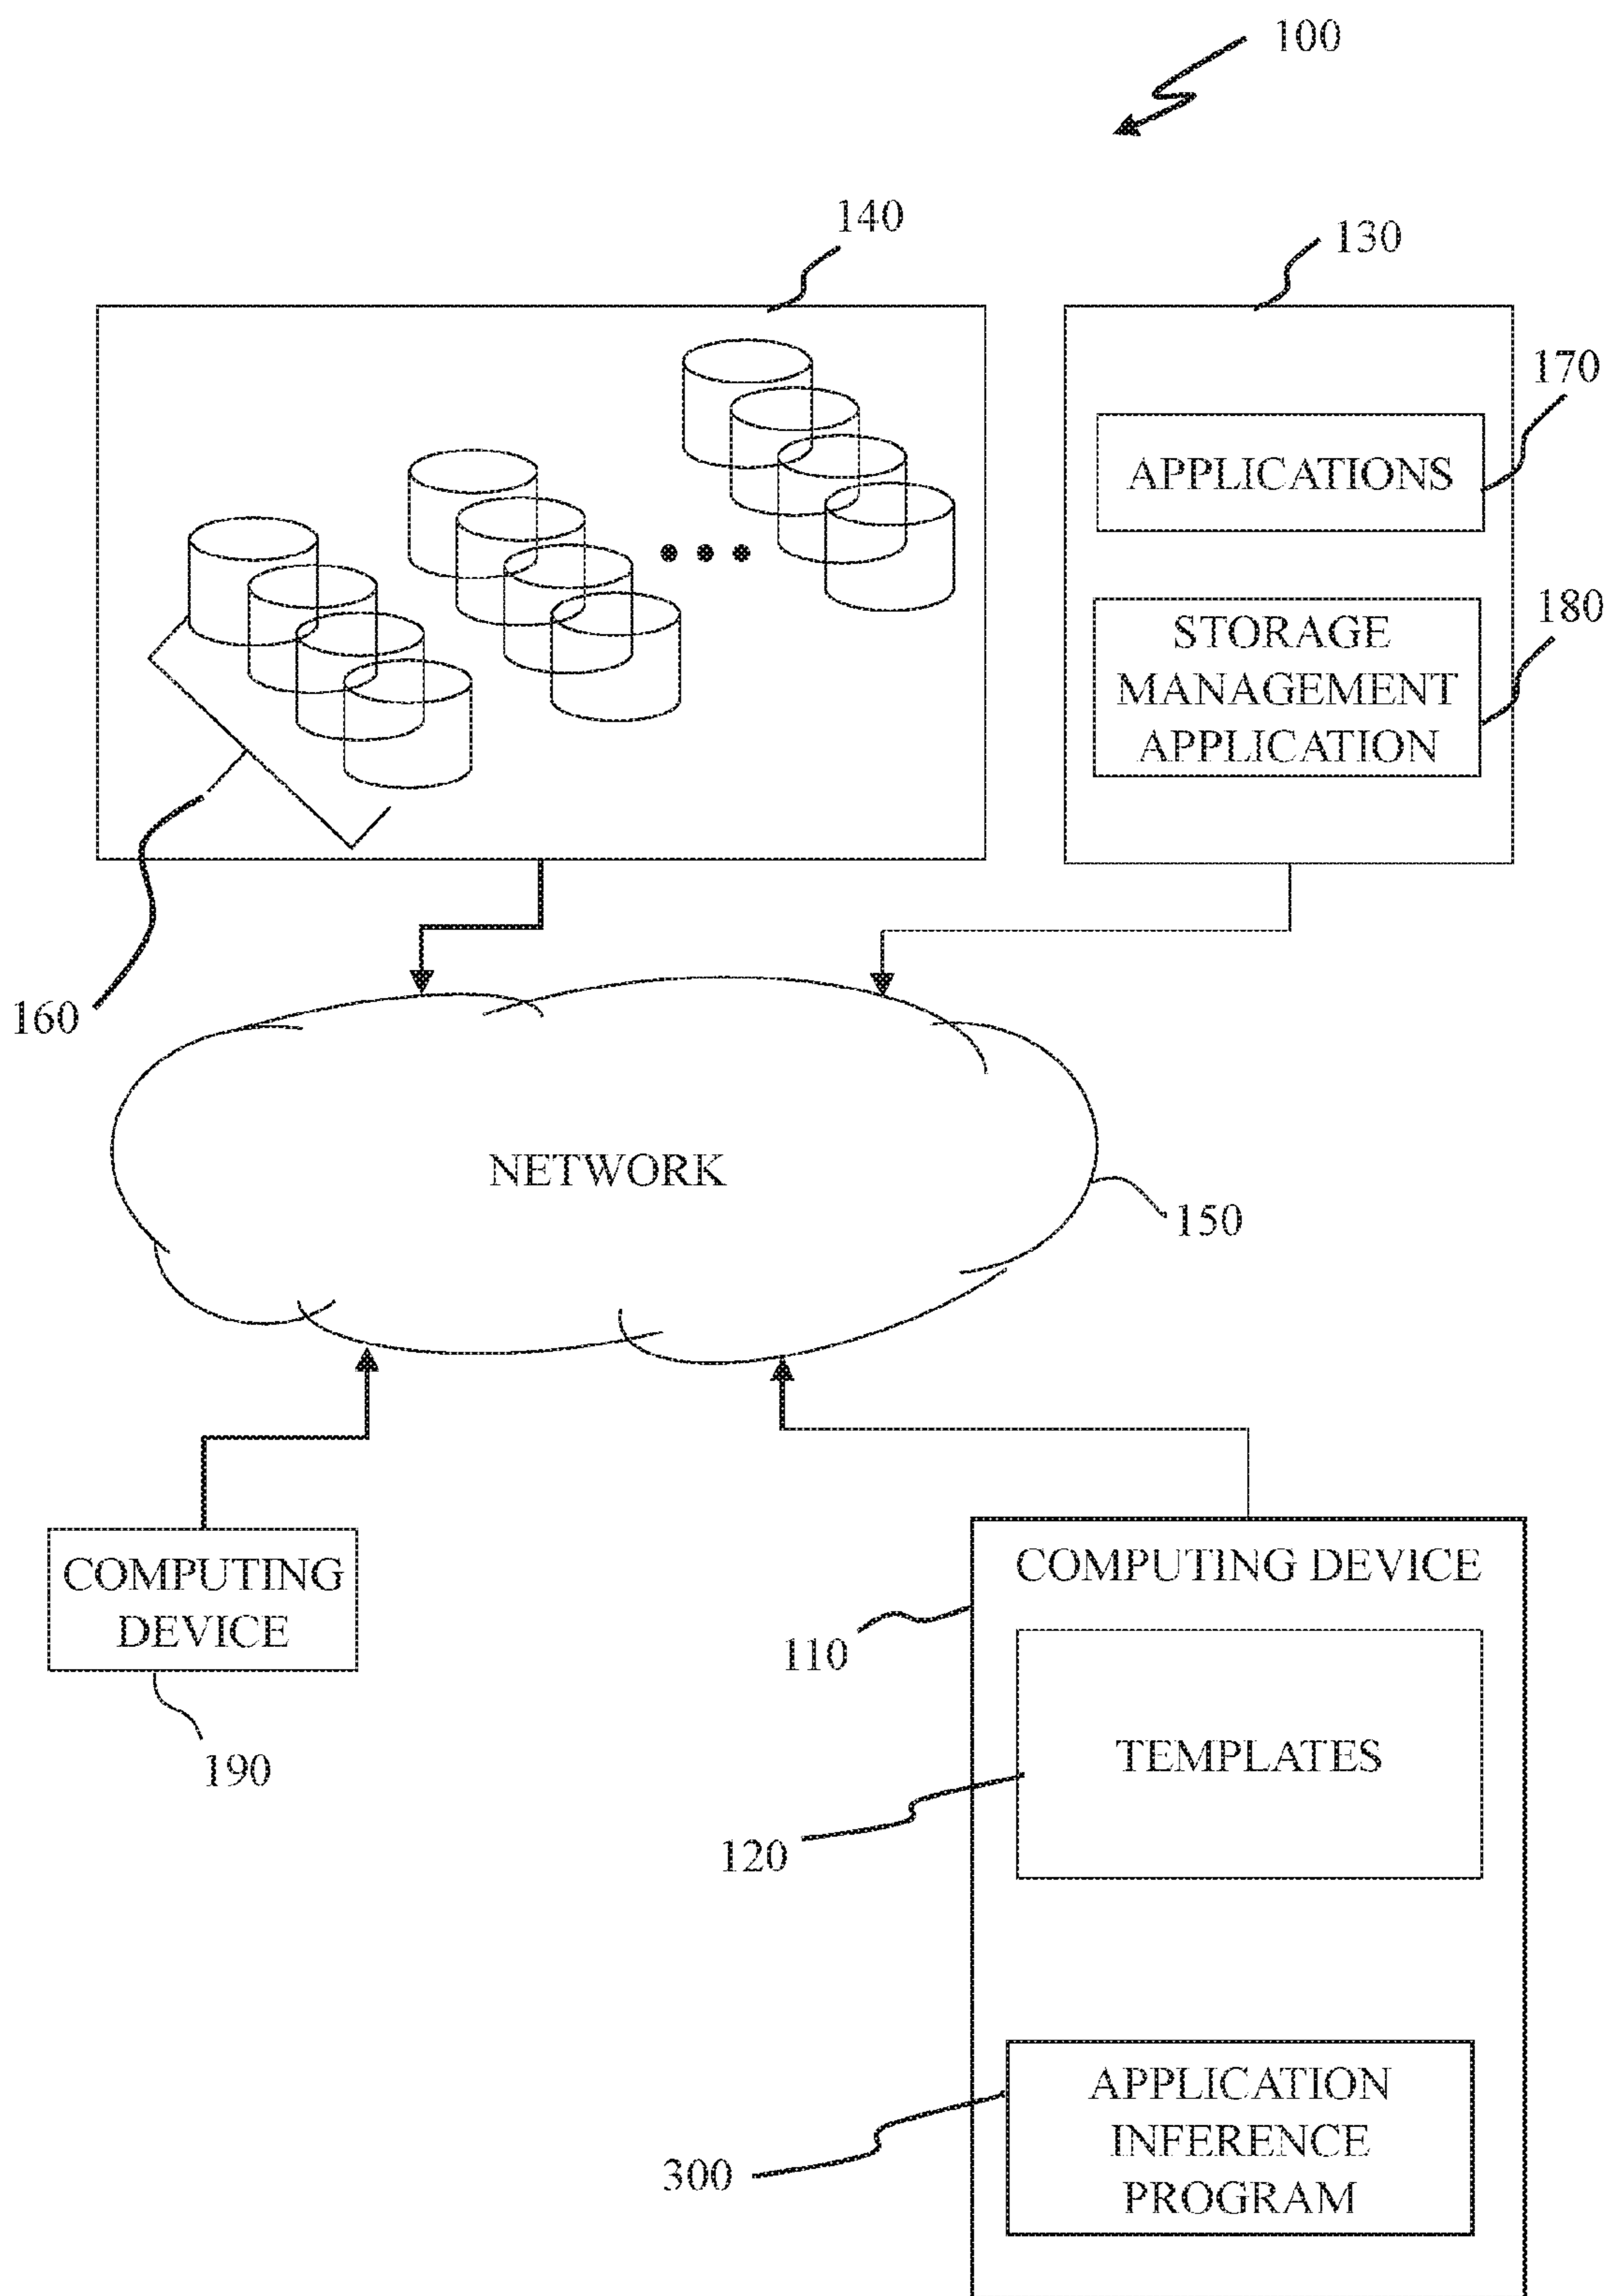 100
140
130
170
APPLICATIONS
180
STORAGE
MANAGEMENT
APPLICATION
160
NETWORK
150
COMPUTING
DEVICE
190
COMPUTING DEVICE
110
TEMPLATES
120
APPLICATION
INFERENCE
PROGRAM
300